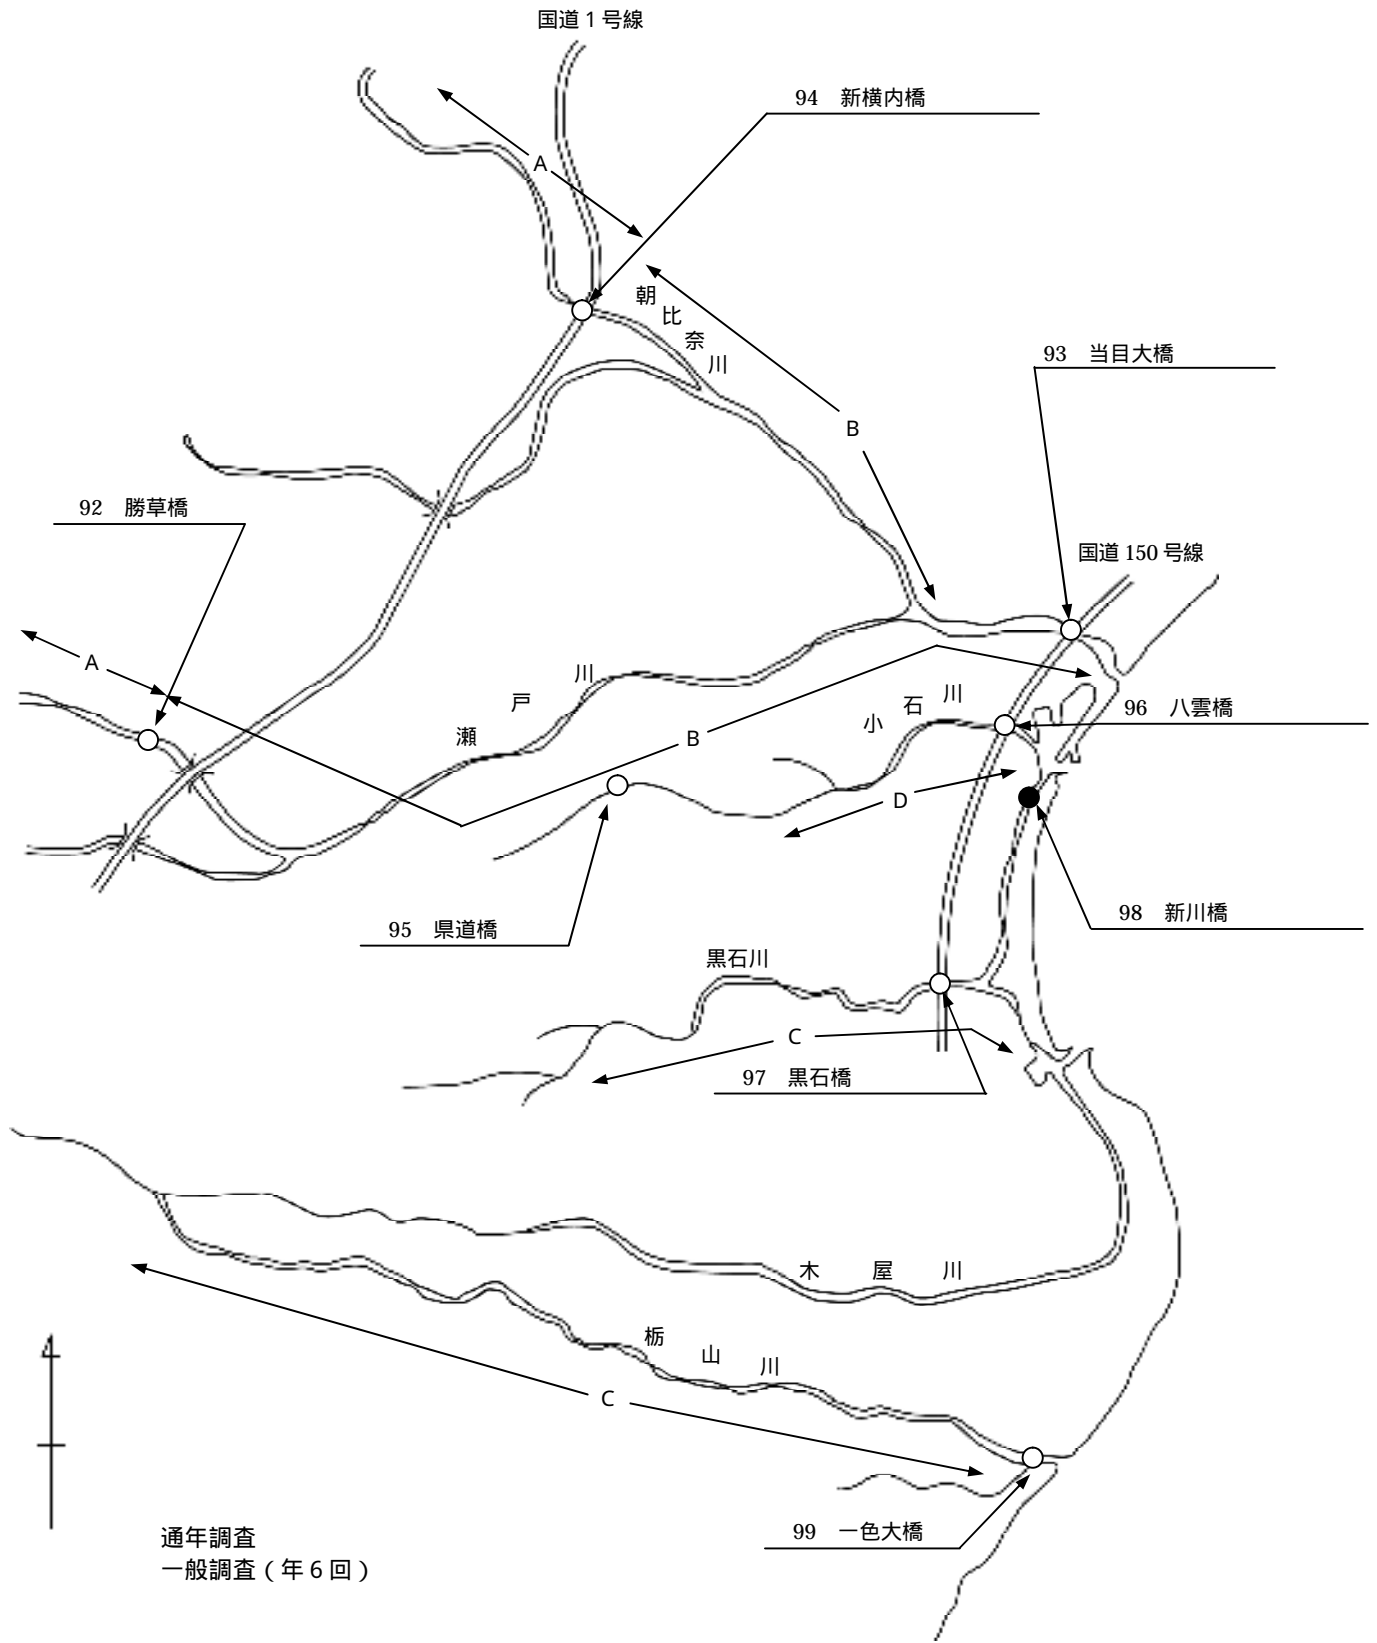 国道1号線
94 新横内橋
A
朝比奈川
93 当目大橋
B
92 勝草橋
国道150号線
A
瀬戸川
小石川
96 八雲橋
B
D
95 県道橋
98 新川橋
黒石川
C
97 黒石橋
木屋川
栃山川
C
99 一色大橋
通年調査
一般調査(年6回)